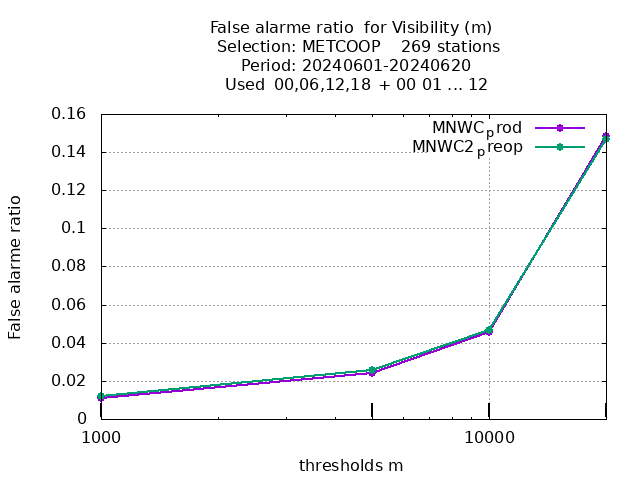 False alarme ratio  for Visibility (m)
Selection: METCOOP    269 stations
Period: 20240601-20240620
Used  00,06,12,18  + 00 01 ... 12
MNWCprod
MNWC2preop
0.16
0.14
0.12
0.1
0.08
0.06
0.04
0.02
0
False alarme ratio
1000
10000
thresholds m